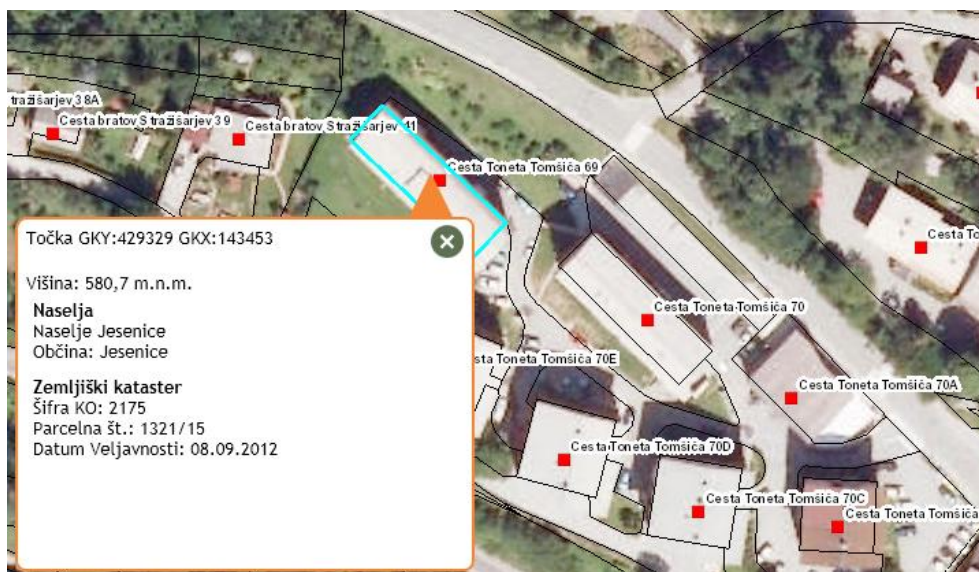 tražišarjev 38A
Cesta bratov Stražišarjev 39
Cesta bratov Stražišarjev 41
Cesta Toneta Tomšiča 69
Cesta To
Točka GKY:429329 GKX:143453
Višina: 580,7 m.n.m.
Naselja
Naselje Jesenice
Občina: Jesenice
Zemljiški kataster
Šifra KO: 2175
Parcelna št.: 1321/15
Datum Veljavnosti: 08.09.2012
Cesta Toneta Tomšiča 70
sta Toneta Tomšiča 70E
Cesta Toneta Tomšiča 70A
Cesta Toneta Tomšiča 70D
Cesta Toneta Tomšiča 70C
Cesta Toneta Tomšiča